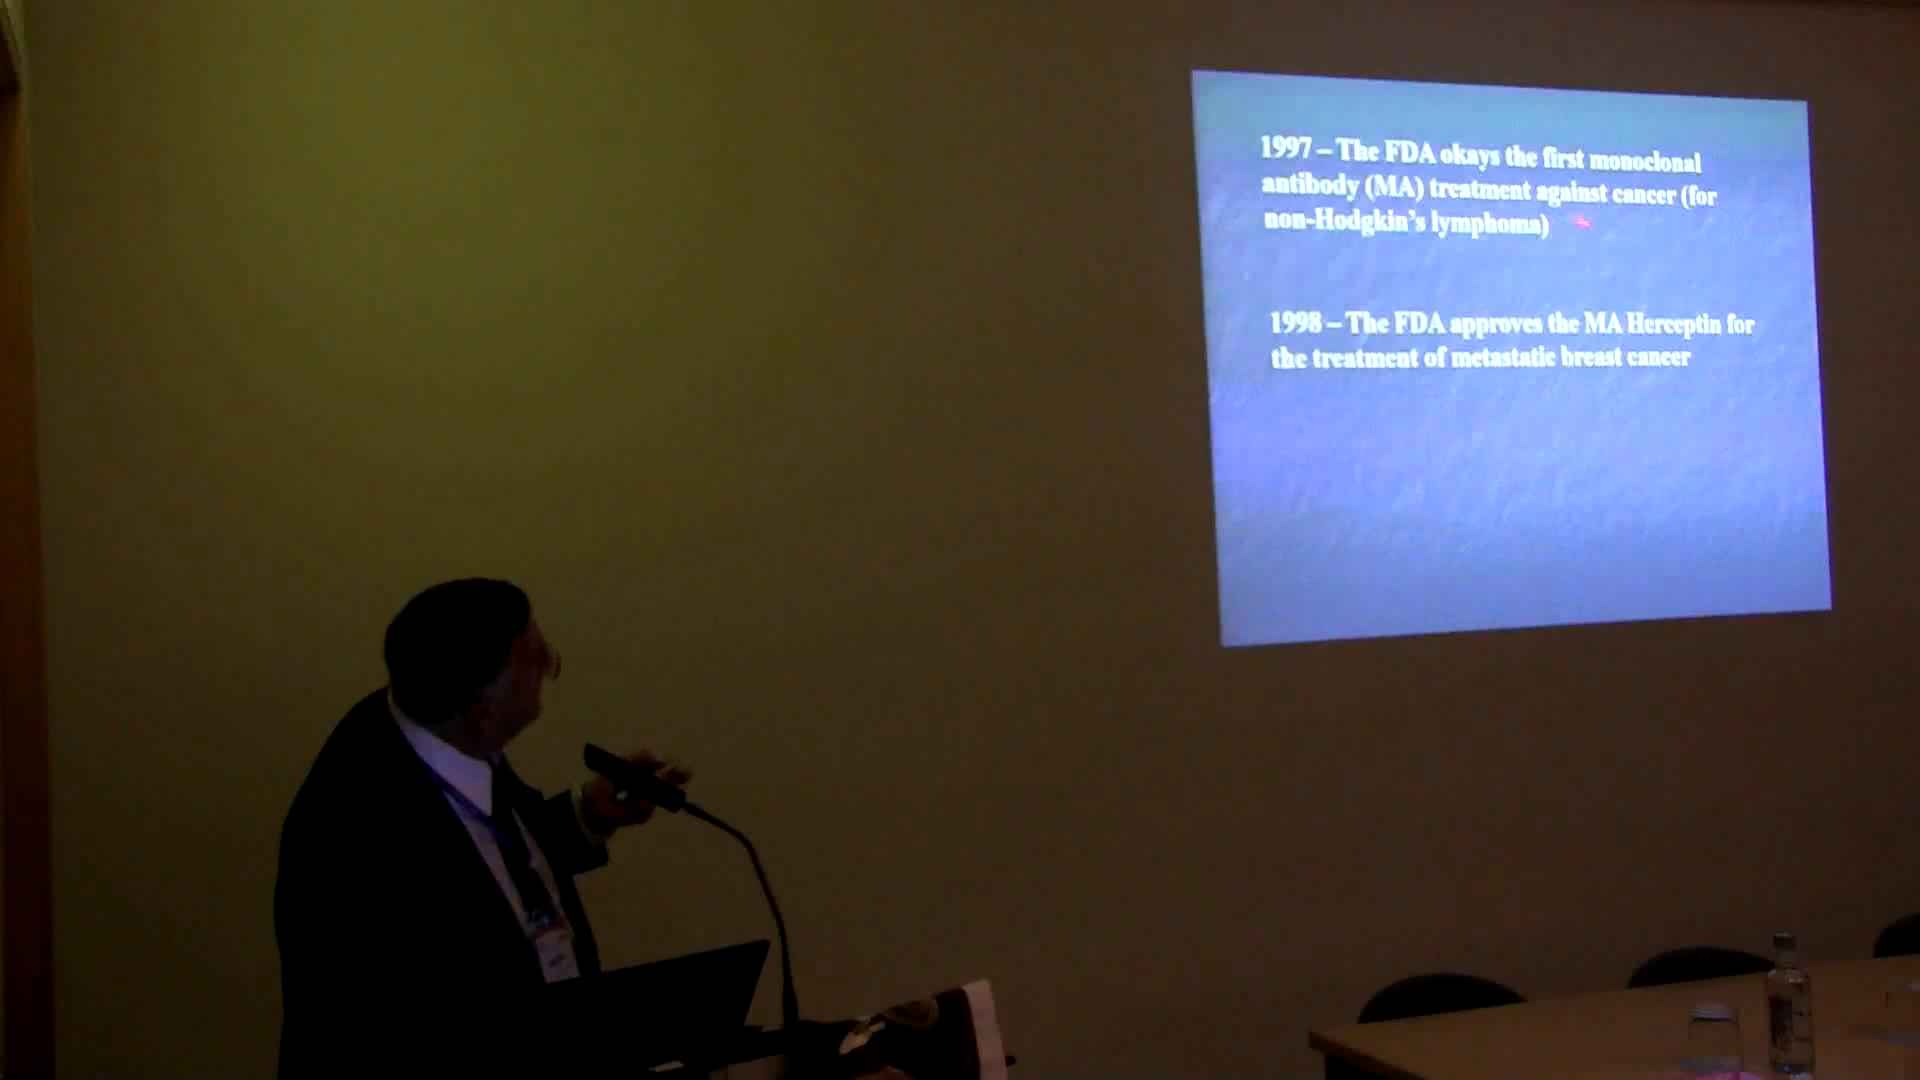 1997 – The FDA okays the first monoclonal
antibody (MA) treatment against cancer (for
non-Hodgkin's lymphoma)
1998 – The FDA approves the MA Herceptin for
the treatment of metastatic breast cancer